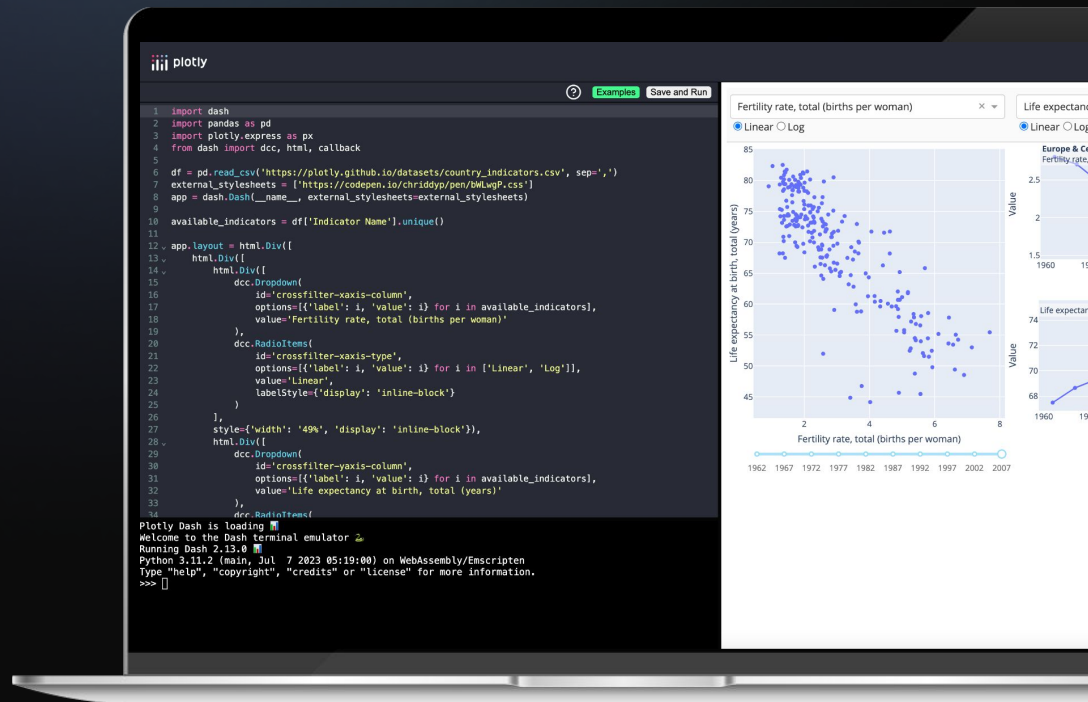 plotly
Examples Save and Run
1 import dash
2 import pandas as pd
3 import plotly.express as px
4 from dash import dcc, html, callback
5
6 df = pd.read_csv('https://plotly.github.io/datasets/country_indicators.csv', sep=',')
7 external_stylesheets = ['https://codepen.io/chriddyp/pen/bWLwgP.css']
8 app = dash.Dash(__name__, external_stylesheets=external_stylesheets)
9
10 available_indicators = df['Indicator Name'].unique()
11
12 app.layout = html.Div([
13 html.Div([
14 html.Div([
15 dcc.Dropdown(
16 id='crossfilter-xaxis-column',
17 options=[{'label': i, 'value': i} for i in available_indicators],
18 value='Fertility rate, total (births per woman)'
19 ),
20 dcc.RadioItems(
21 id='crossfilter-xaxis-type',
22 options=[{'label': i, 'value': i} for i in ['Linear', 'Log']],
23 value='Linear',
24 labelStyle={'display': 'inline-block'}
25 )
26 ],
27 style={'width': '49%', 'display': 'inline-block'}),
28 html.Div([
29 dcc.Dropdown(
30 id='crossfilter-yaxis-column',
31 options=[{'label': i, 'value': i} for i in available_indicators],
32 value='Life expectancy at birth, total (years)'
33 ),
34 dcc.RadioItems(
Plotly Dash is loading
Welcome to the Dash terminal emulator
Running Dash 2.13.0
Python 3.11.2 (main, Jul 7 2023 05:19:00) on WebAssembly/Emscripten
Type "help", "copyright", "credits" or "license" for more information.
>>>
Fertility rate, total (births per woman)
Linear Log
85
80
75
70
65
60
55
50
45
Life expectancy at birth, total (years)
2 4 6 8
Fertility rate, total (births per woman)
1962 1967 1972 1977 1982 1987 1992 1997 2002 2007
Life expectanc
Linear Log
Europe & Ce
Fertility rate,
2.5
2
1.5
Value
1960 19
Life expectan
74
72
70
68
Value
1960 19